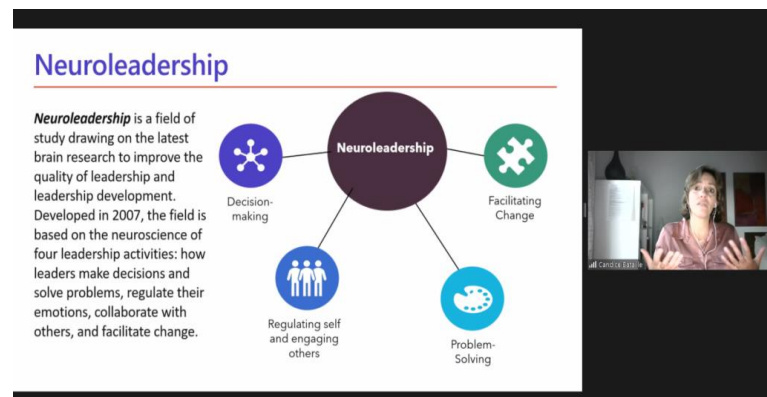 Neuroleadership
Neuroleadership is a field of
study drawing on the latest
brain research to improve the
quality of leadership and
leadership development.
Developed in 2007, the field is
based on the neuroscience of
four leadership activities: how
leaders make decisions and
solve problems, regulate their
emotions, collaborate with
others, and facilitate change.
Neuroleadership
Decision-
making
Facilitating
Change
Regulating self
and engaging
others
Problem-
Solving
Candice